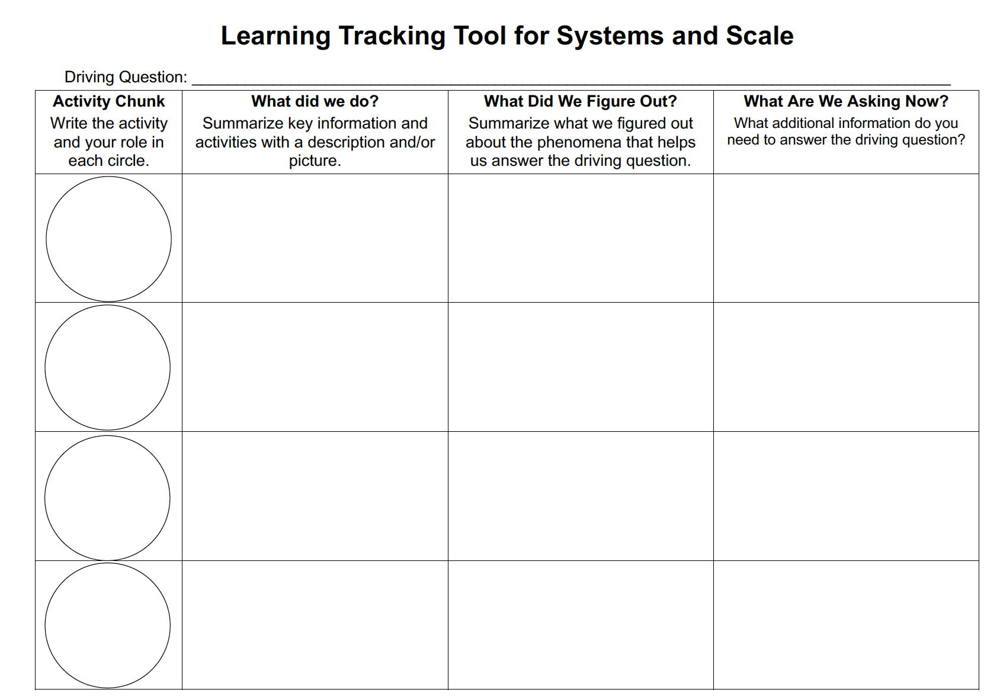 Learning Tracking Tool for Systems and Scale
Driving Question: ________________________________________________________________________________________
Activity Chunk
Write the activity
and your role in
each circle.
What did we do?
Summarize key information and
activities with a description and/or
picture.
What Did We Figure Out?
Summarize what we figured out
about the phenomena that helps
us answer the driving question.
What Are We Asking Now?
What additional information do you
need to answer the driving question?